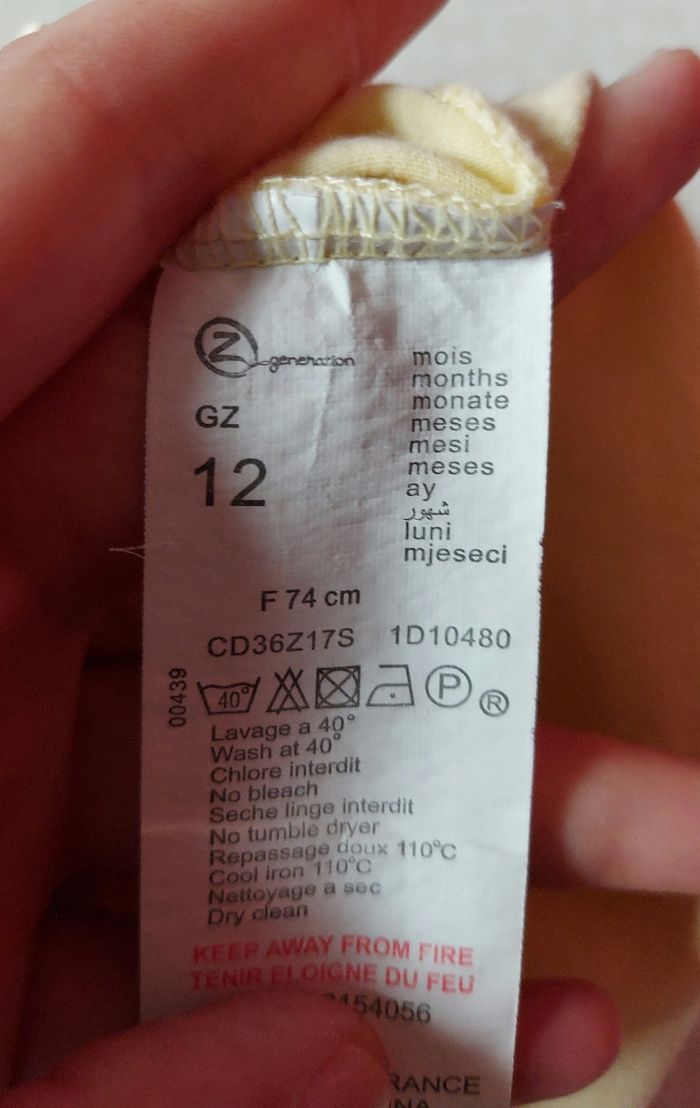 Z generation
GZ
12
mois
months
monate
meses
mesi
meses
ay
شهور
luni
mjeseci
F 74 cm
CD36Z17S 1D10480
00439
40° P ®
Lavage a 40°
Wash at 40°
Chlore interdit
No bleach
Seche linge interdit
No tumble dryer
Repassage doux 110°C
Cool iron 110°C
Nettoyage a sec
Dry clean
KEEP AWAY FROM FIRE
TENIR ELOIGNE DU FEU
154056
RANCE